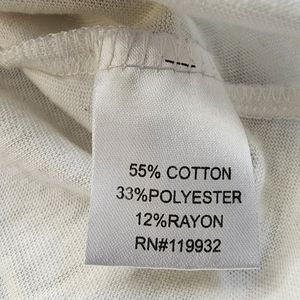 55% COTTON
33%POLYESTER
12%RAYON
RN#119932